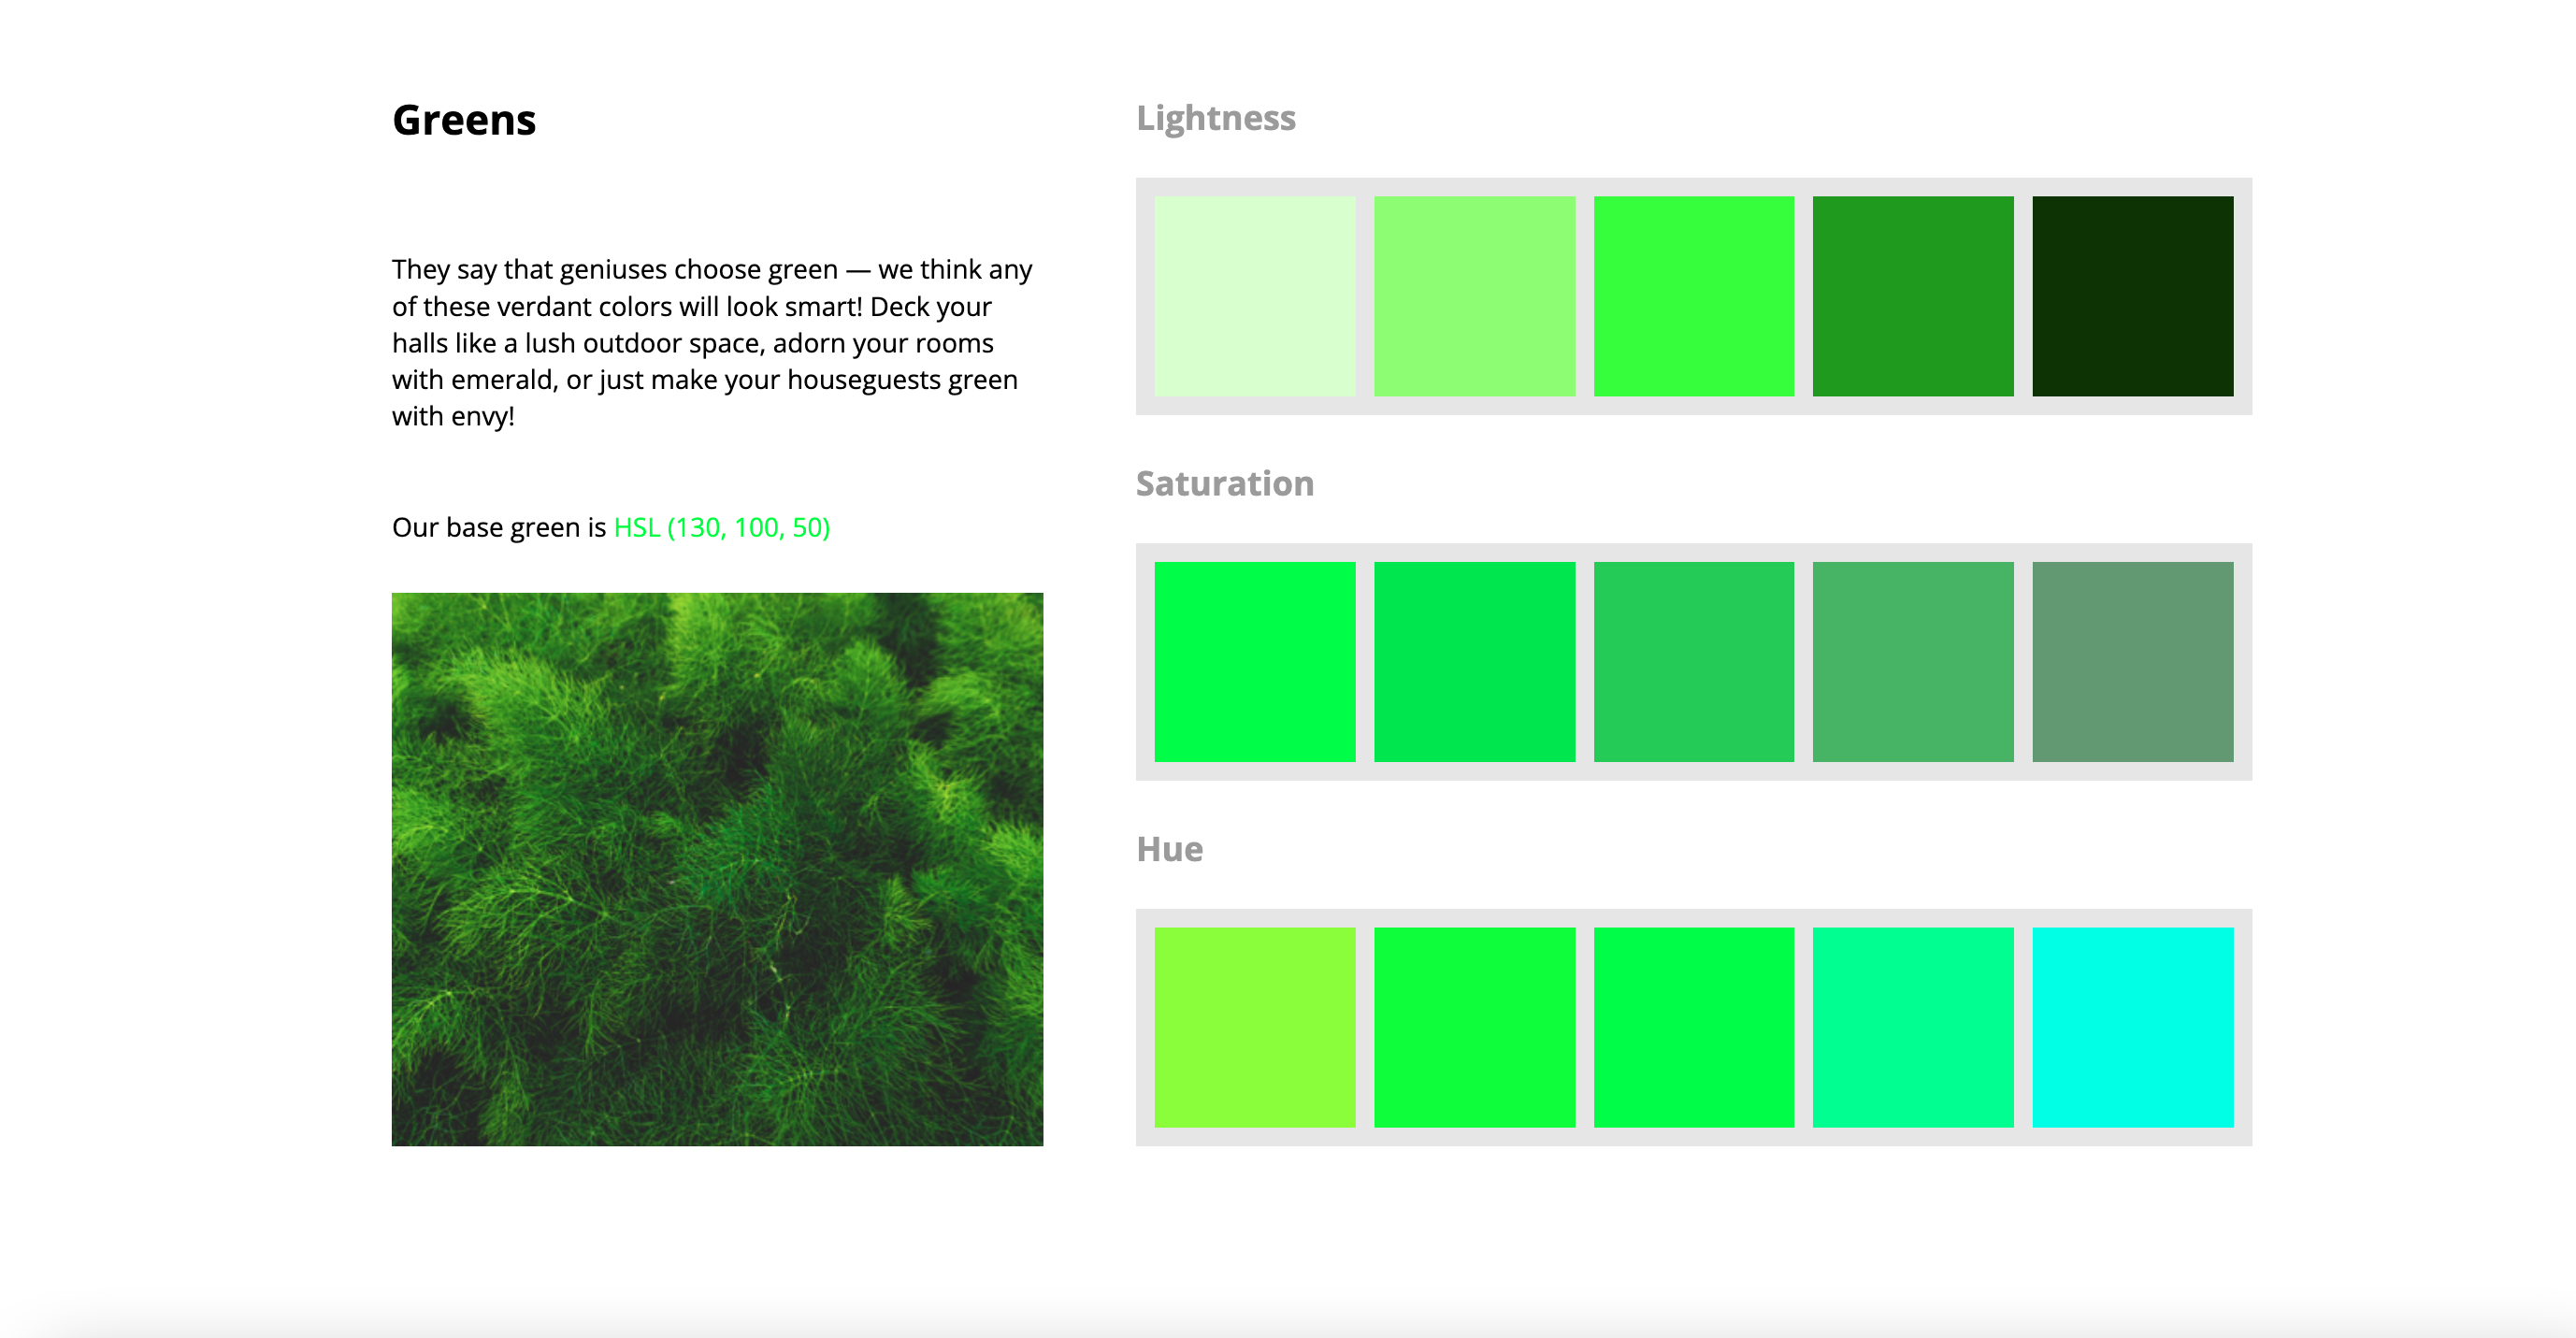 Greens
They say that geniuses choose green — we think any
of these verdant colors will look smart! Deck your
halls like a lush outdoor space, adorn your rooms
with emerald, or just make your houseguests green
with envy!
Our base green is HSL (130, 100, 50)
Lightness
Saturation
Hue